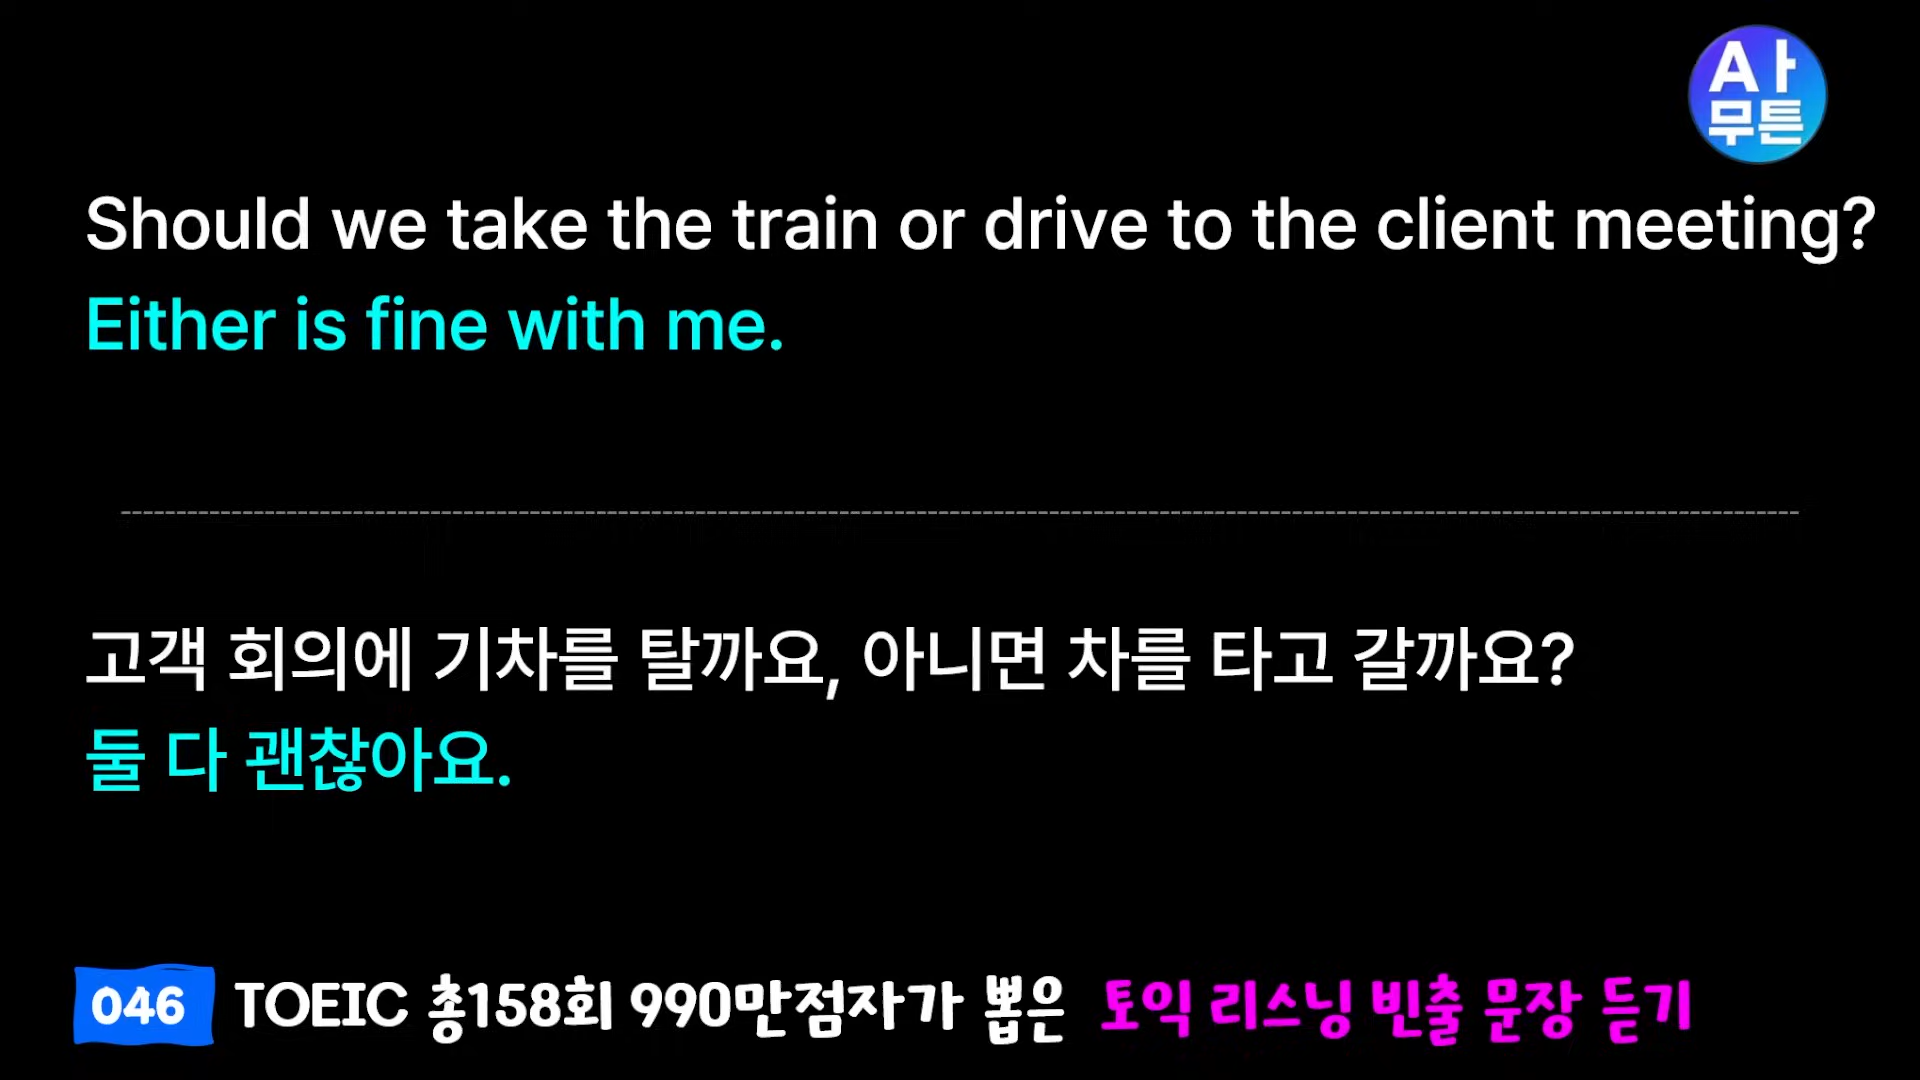 A사
무튼
Should we take the train or drive to the client meeting?
Either is fine with me.
고객 회의에 기차를 탈까요, 아니면 차를 타고 갈까요?
둘 다 괜찮아요.
046 TOEIC 총158회 990만점자가 뽑은 토익 리스닝 빈출 문장 듣기